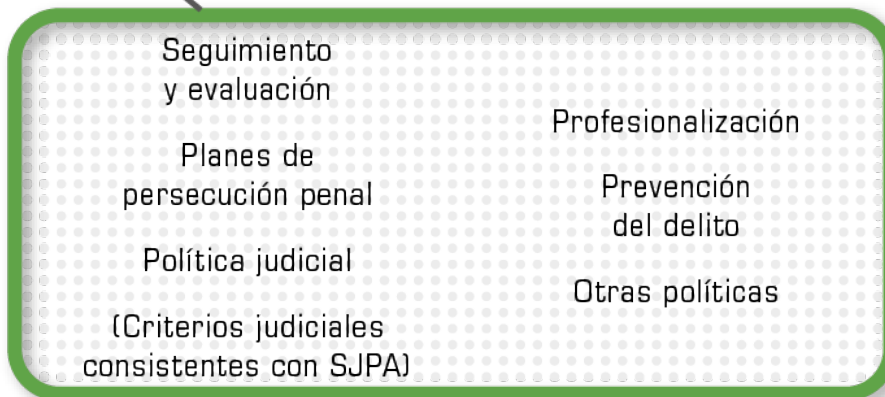 Seguimiento
y evaluación
Planes de
persecución penal
Política judicial
(Criterios judiciales
consistentes con SJPA)
Profesionalización
Prevención
del delito
Otras políticas